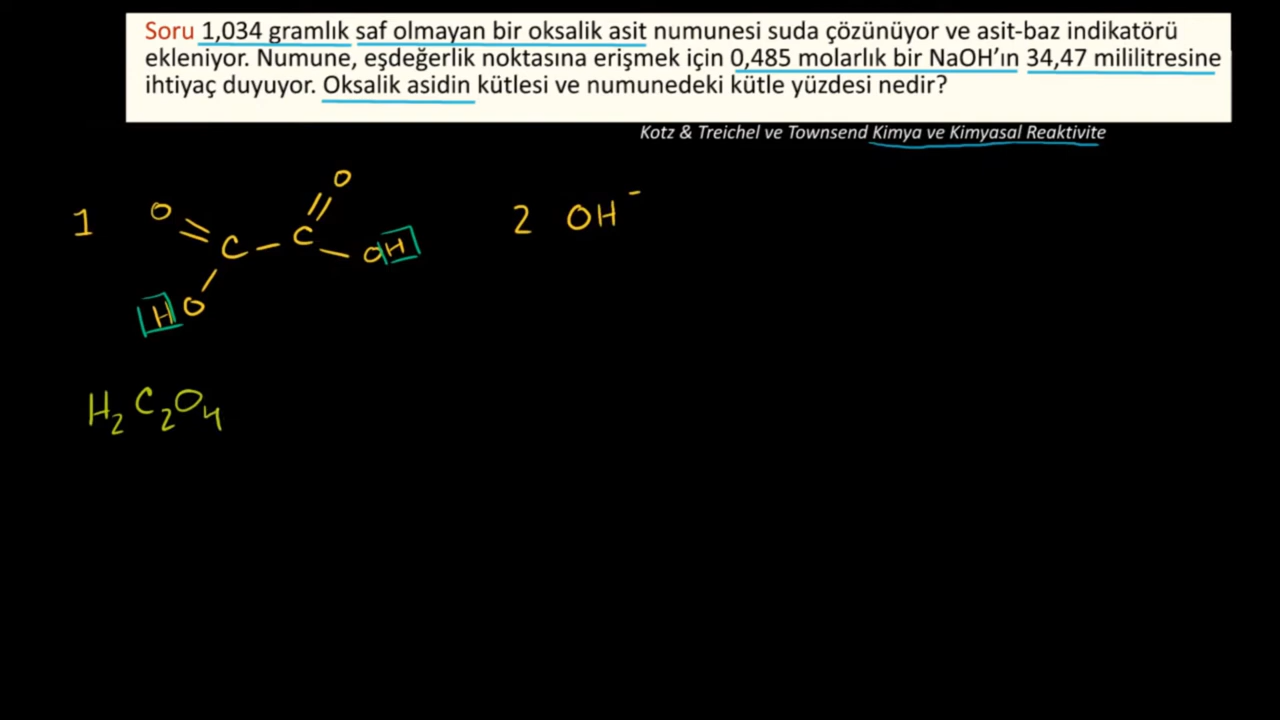 Soru 1,034 gramlık saf olmayan bir oksalik asit numunesi suda çözünüyor ve asit-baz indikatörü
ekleniyor. Numune, eşdeğerlik noktasına erişmek için 0,485 molarlık bir NaOH’ın 34,47 mililitresine
ihtiyaç duyuyor. Oksalik asidin kütlesi ve numunedeki kütle yüzdesi nedir?
Kotz & Treichel ve Townsend Kimya ve Kimyasal Reaktivite
O
1 O = C - C - OH 2 OH⁻
HO
H₂C₂O₄